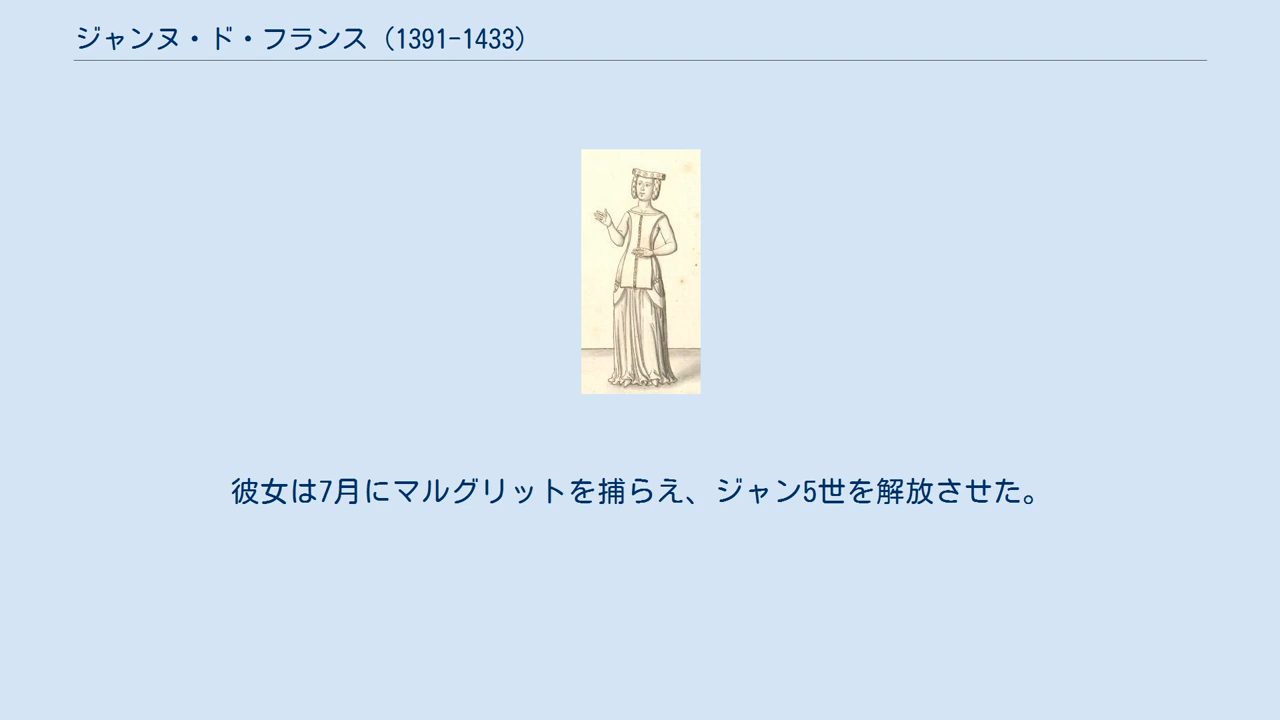 ジャンヌ・ド・フランス（1391-1433）
彼女は7月にマルグリットを捕らえ、ジャン5世を解放させた。